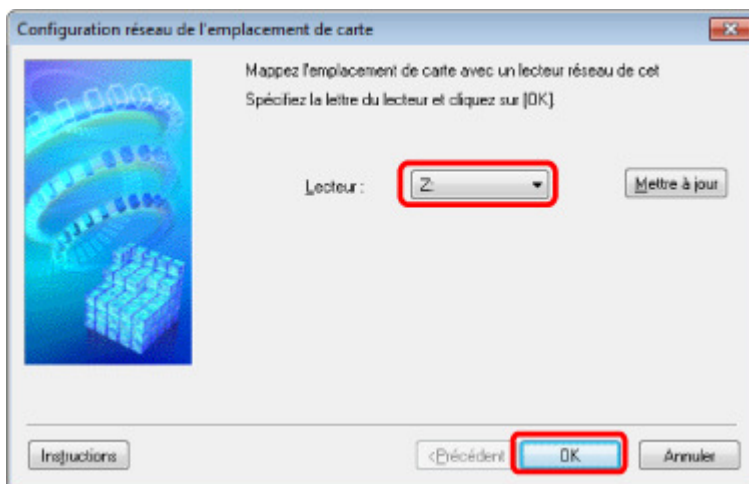 Configuration réseau de l'emplacement de carte
Mappez l'emplacement de carte avec un lecteur réseau de cet
Spécifiez la lettre du lecteur et cliquez sur [OK].
Lecteur : Z: Mettre à jour
Instructions <Précédent OK Annuler